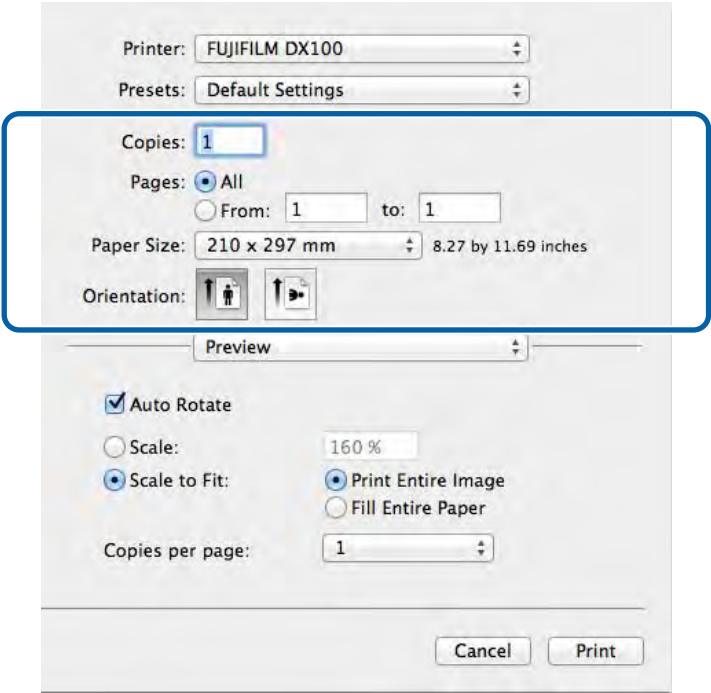 Printer: FUJIFILM DX100
Presets: Default Settings
Copies: 1
Pages: All
From: 1 to: 1
Paper Size: 210 x 297 mm 8.27 by 11.69 inches
Orientation:
Preview
Auto Rotate
Scale: 160 %
Scale to Fit: Print Entire Image
Fill Entire Paper
Copies per page: 1
Cancel Print